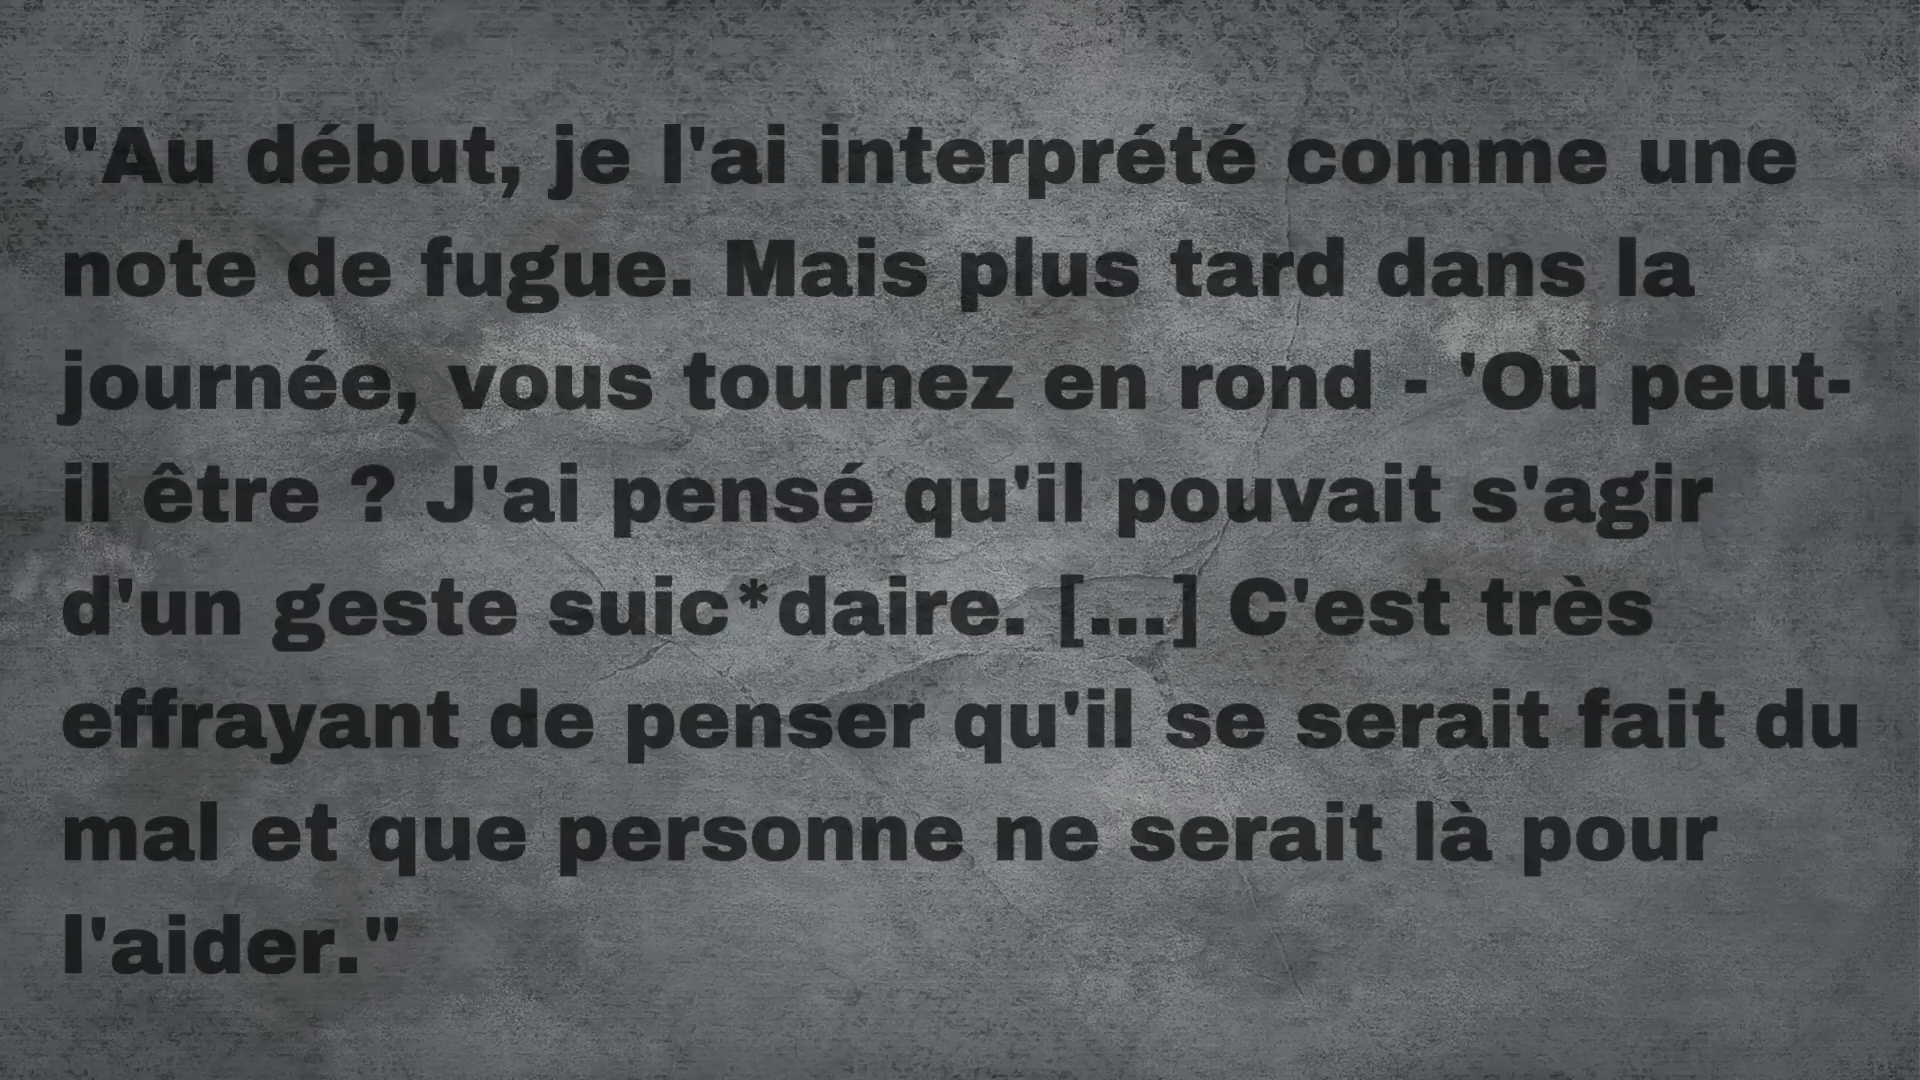 "Au début, je l'ai interprété comme une
note de fugue. Mais plus tard dans la
journée, vous tournez en rond - 'Où peut-
il être ? J'ai pensé qu'il pouvait s'agir
d'un geste suic*daire. [...] C'est très
effrayant de penser qu'il se serait fait du
mal et que personne ne serait là pour
l'aider."